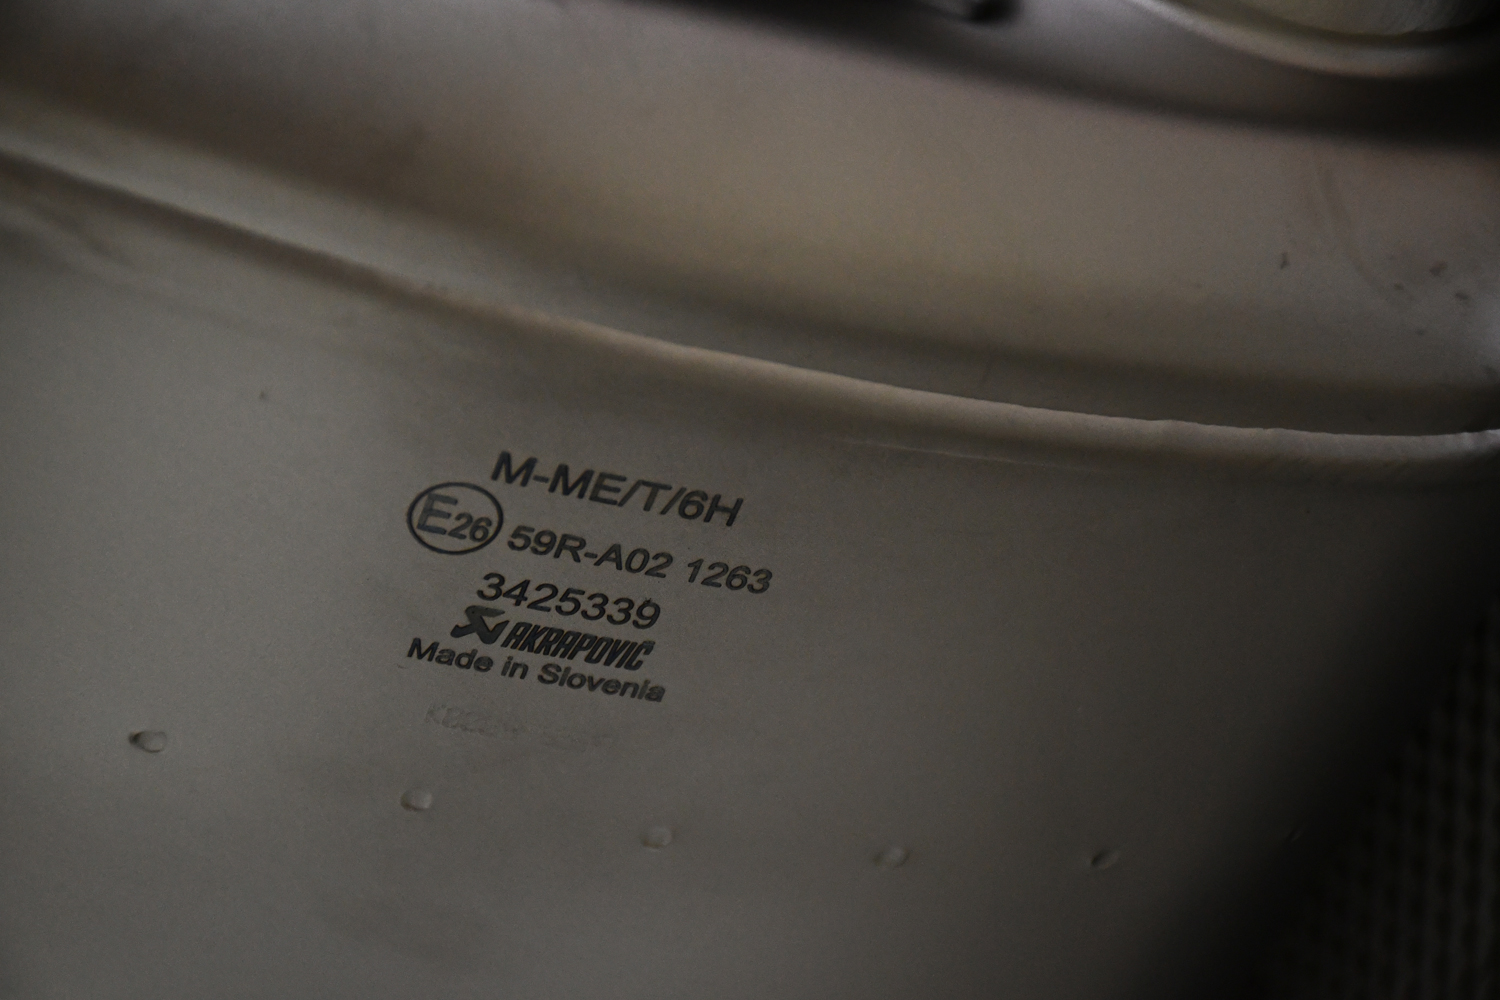 M-ME/T/6H
E26 59R-A02 1263
3425339
AKRAPOVIC
Made in Slovenia